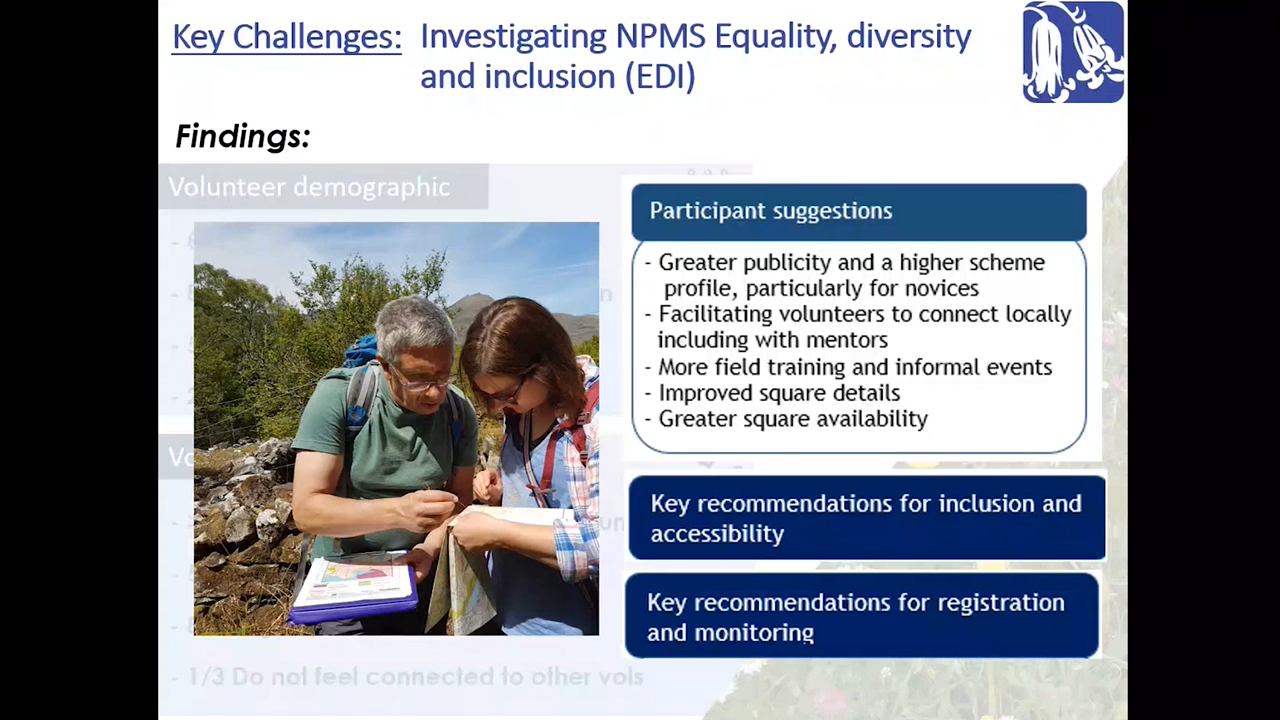 Key Challenges: Investigating NPMS Equality, diversity
and inclusion (EDI)
Findings:
Volunteer demographic
Participant suggestions
- Greater publicity and a higher scheme
profile, particularly for novices
- Facilitating volunteers to connect locally
including with mentors
- More field training and informal events
- Improved square details
- Greater square availability
Key recommendations for inclusion and
accessibility
Key recommendations for registration
and monitoring
- 1/3 Do not feel connected to other vols